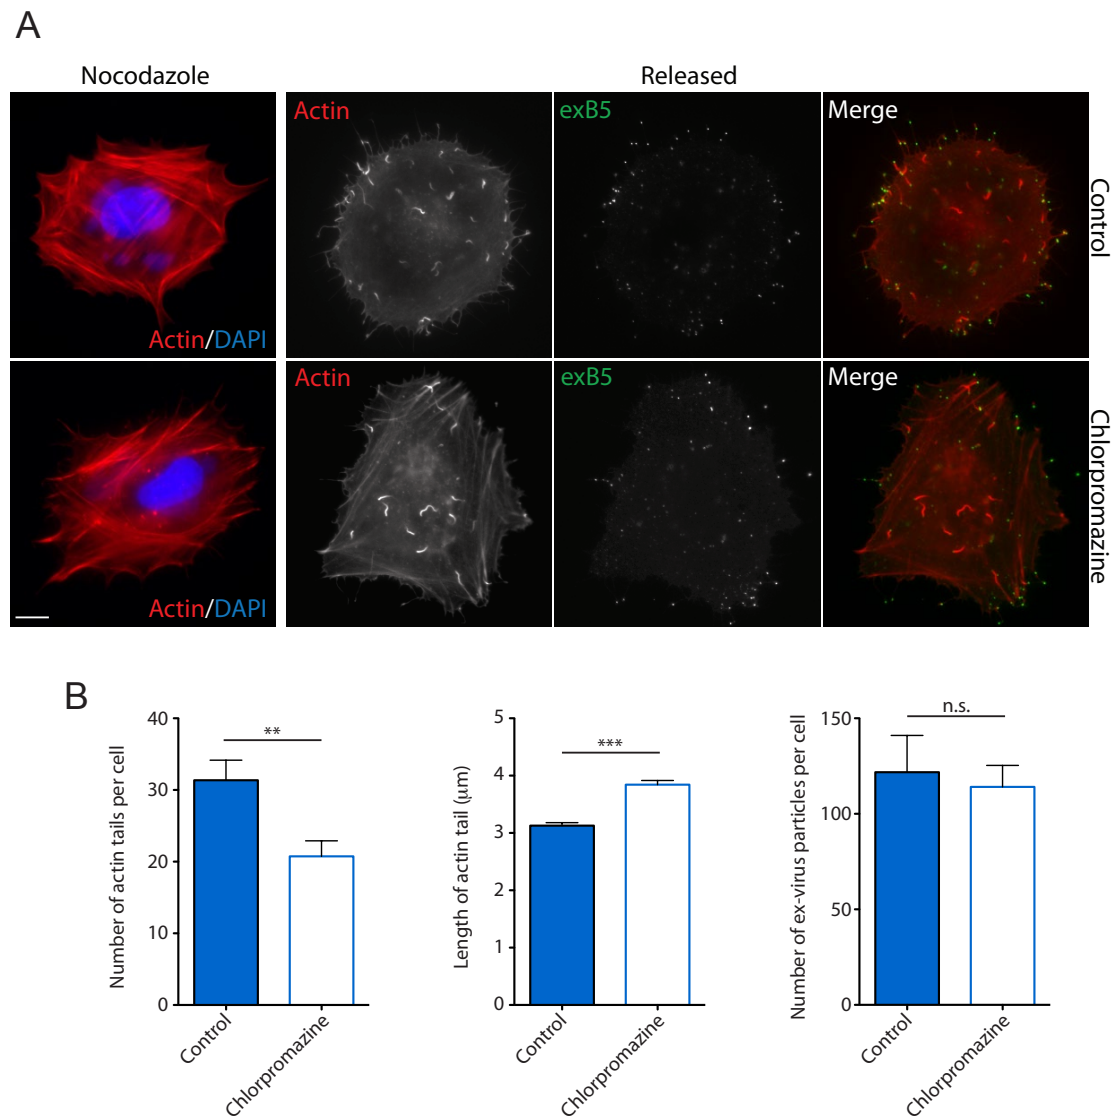 A
Nocodazole
Released
Actin
exB5
Merge
Control
Actin/DAPI
Actin
exB5
Merge
Chlorpromazine
Actin/DAPI
B
Number of actin tails per cell
40
30
20
10
0
**
Control
Chlorpromazine
Length of actin tail (μm)
5
4
3
2
1
0
***
Control
Chlorpromazine
Number of ex-virus particles per cell
150
100
50
0
n.s.
Control
Chlorpromazine